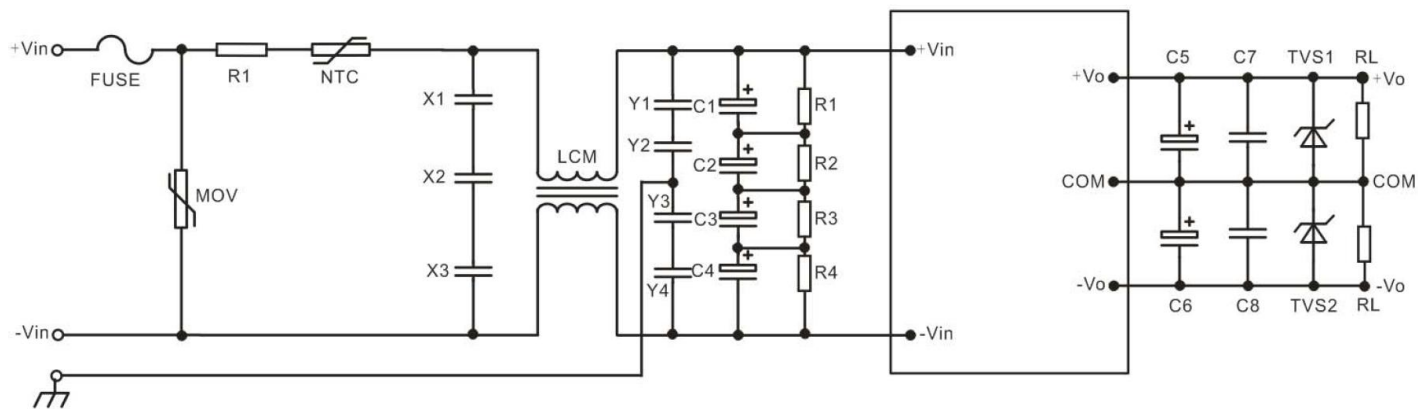 +Vin
FUSE
R1
NTC
MOV
-Vin
X1
X2
X3
LCM
Y1
Y2
Y3
Y4
+
C1
+
C2
+
C3
+
C4
R1
R2
R3
R4
+Vin
-Vin
+Vo
COM
-Vo
C5
C7
TVS1
RL
+Vo
+
COM
+
C6
C8
TVS2
RL
-Vo